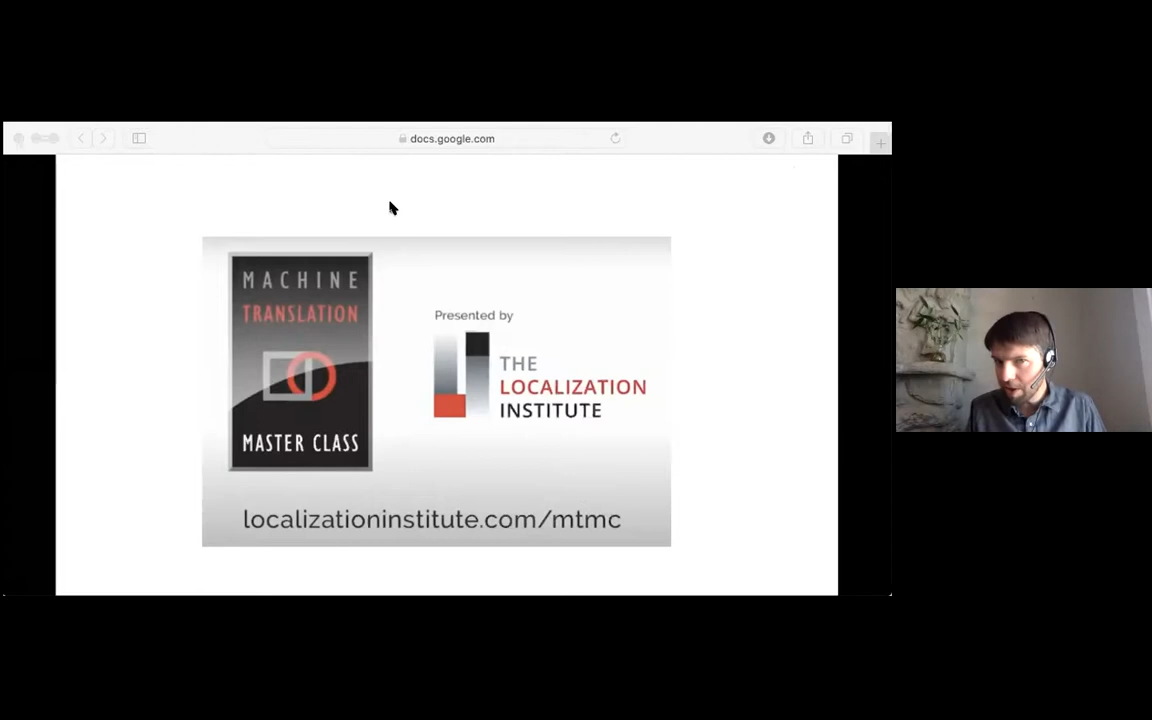 docs.google.com
MACHINE
TRANSLATION
MASTER CLASS
Presented by
THE
LOCALIZATION
INSTITUTE
localizationinstitute.com/mtmc